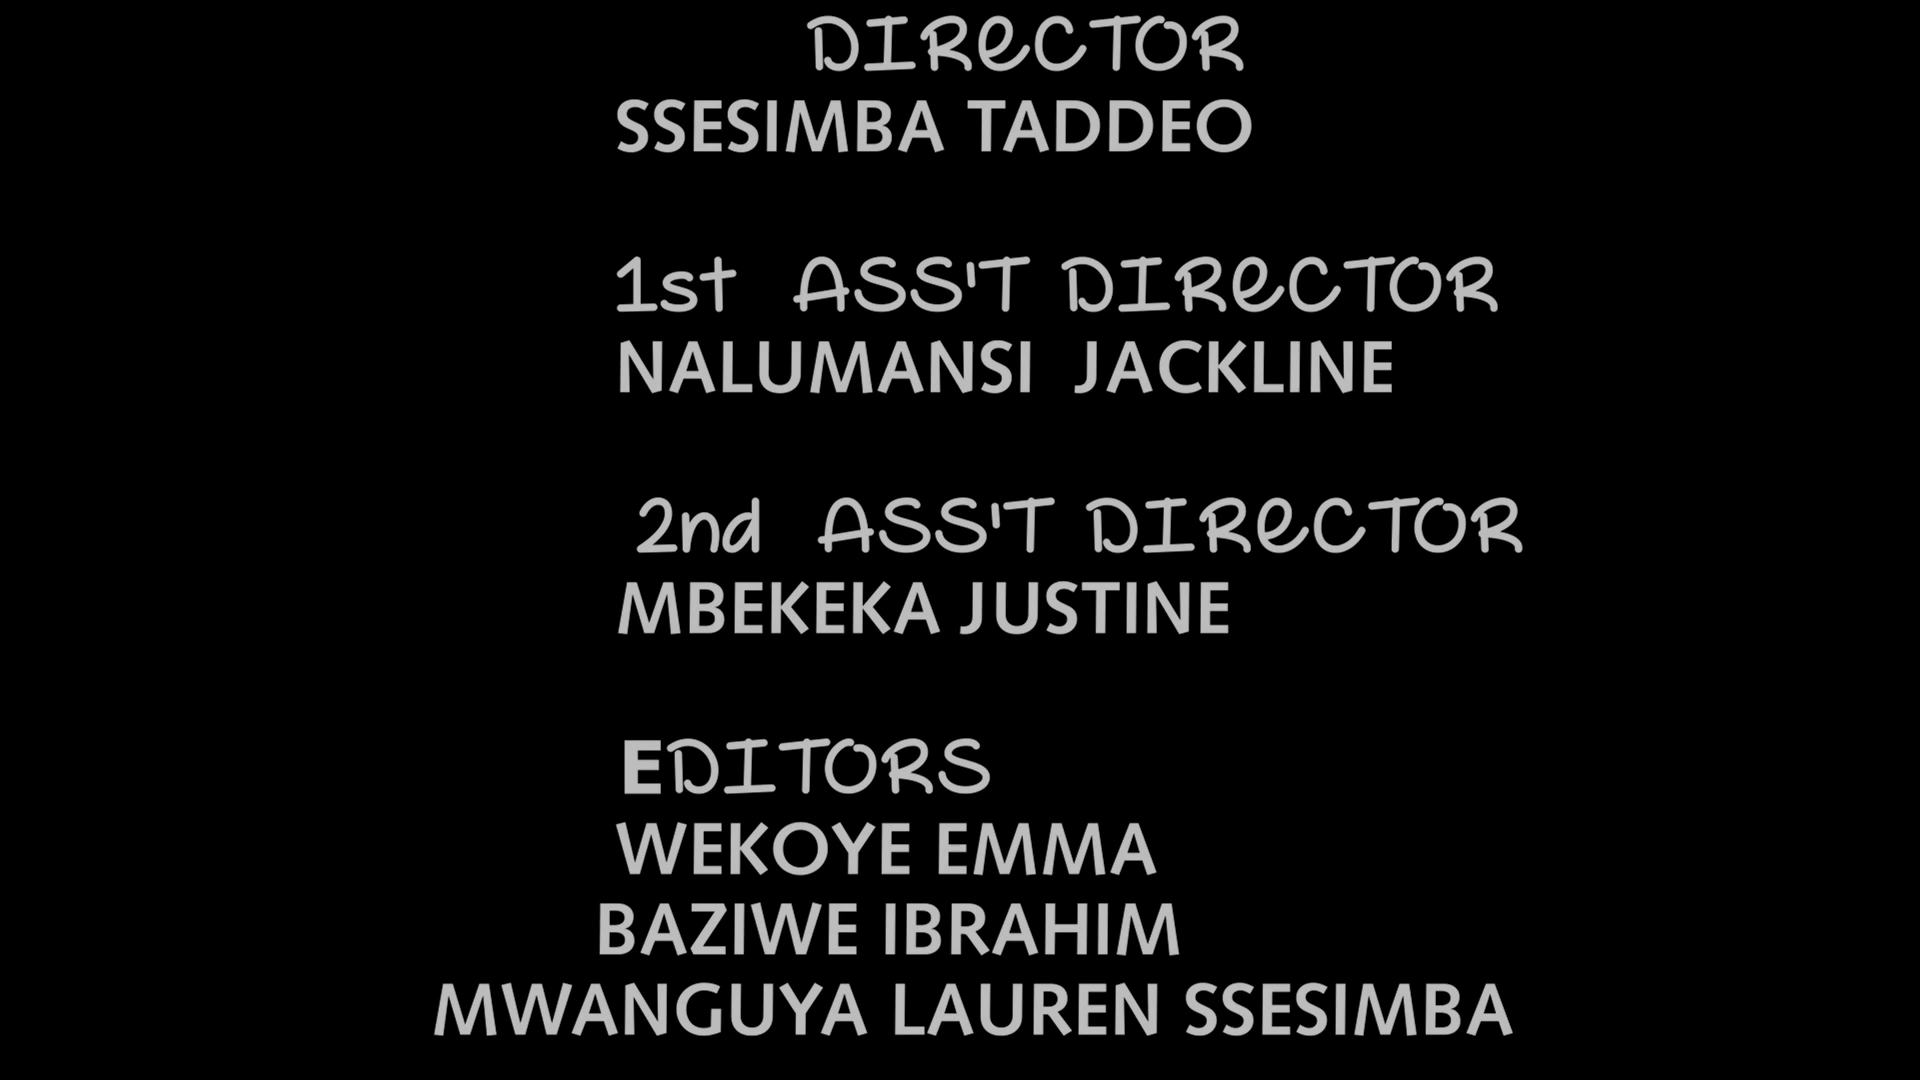 DIReCTOR
SSESIMBA TADDEO
1st ASS'T DIReCTOR
NALUMANSI JACKLINE
2nd ASS'T DIReCTOR
MBEKEKA JUSTINE
EDITORS
WEKOYE EMMA
BAZIWE IBRAHIM
MWANGUYA LAUREN SSESIMBA